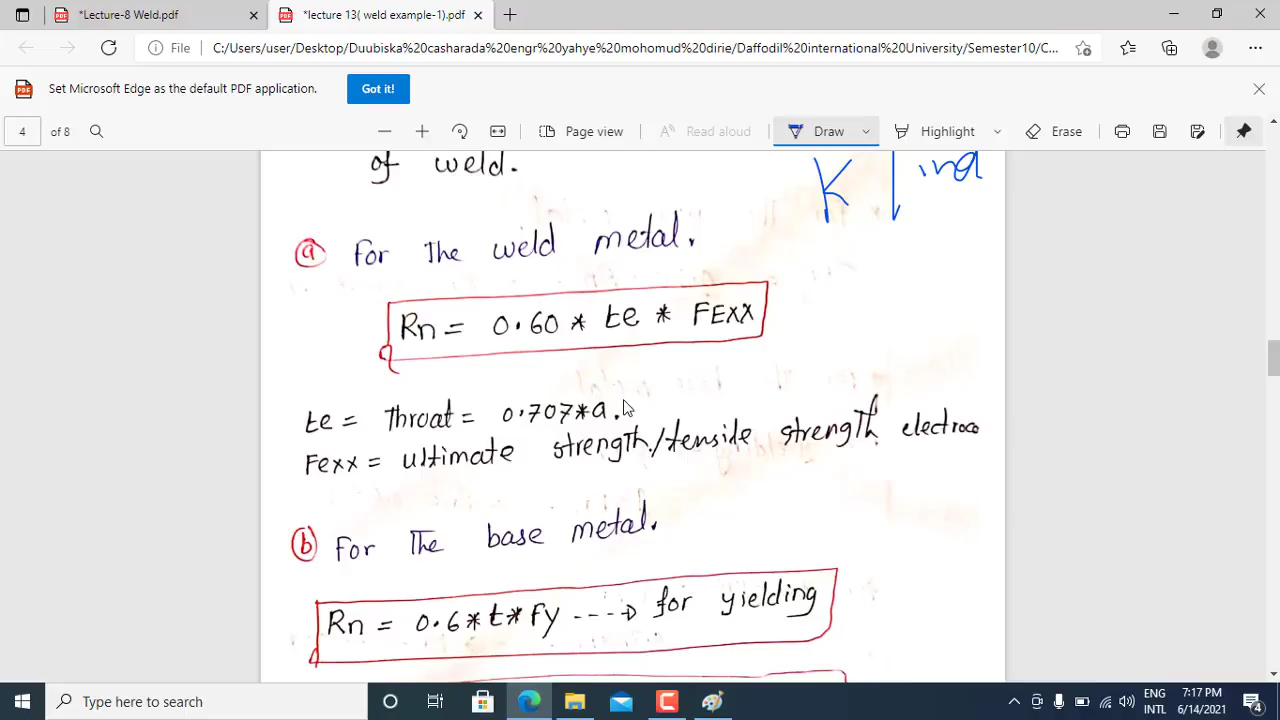 *Lecture-8 Weld.pdf
*lecture 13( weld example-1).pdf
File C:/Users/user/Desktop/Duubiska%20casharada%20engr%20yahye%20mohomud%20dirie/Daffodil%20international%20University/Semester10/C...
Set Microsoft Edge as the default PDF application. Got it!
4 of 8 Page view Read aloud Draw Highlight Erase
of weld.
K
ⓐ For The weld metal.
Rn = 0.60 * te * FExx
te = Throat = 0.707*a.
Fexx = ultimate strength/tenside strength electroco
ⓑ For The base metal.
Rn = 0.6*t*fy ----> for yielding
Type here to search
ENG 7:17 PM
INTL 6/14/2021